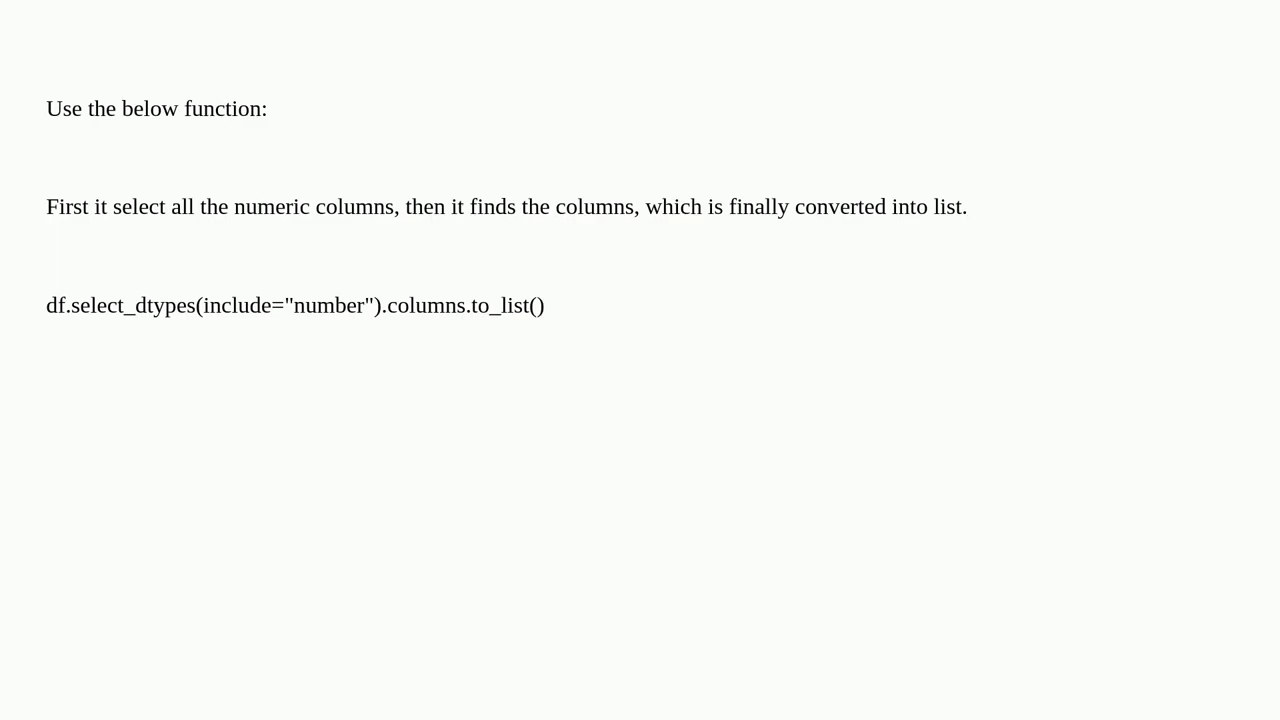 Use the below function:
First it select all the numeric columns, then it finds the columns, which is finally converted into list.
df.select_dtypes(include="number").columns.to_list()